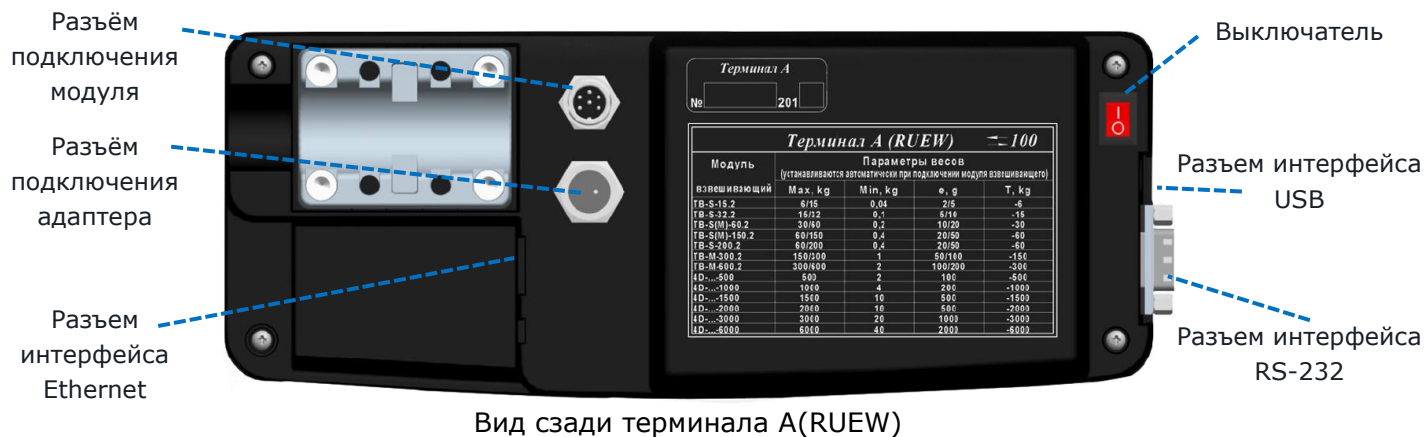 Разъём
подключения
модуля
Разъём
подключения
адаптера
Разъем
интерфейса
Ethernet
Терминал А
№ 201
Терминал А (RUEW) 100
Модуль
взвешивающий
Параметры весов
(устанавливаются автоматически при подключении модуля взвешивающего)
Max, kg Min, kg e, g T, kg
TB-S-15.2 6/15 0,04 2/5 -6
TB-S-32.2 15/32 0,1 5/10 -15
TB-S(M)-60.2 30/60 0,2 10/20 -30
TB-S(M)-150.2 60/150 0,4 20/50 -60
TB-S-200.2 60/200 0,4 20/50 -60
TB-M-300.2 150/300 1 50/100 -150
TB-M-600.2 300/600 2 100/200 -300
4D-...-500 500 2 100 -500
4D-...-1000 1000 4 200 -1000
4D-...-1500 1500 10 500 -1500
4D-...-2000 2000 10 500 -2000
4D-...-3000 3000 20 1000 -3000
4D-...-6000 6000 40 2000 -6000
Выключатель
Разъем интерфейса
USB
Разъем интерфейса
RS-232
Вид сзади терминала А(RUEW)